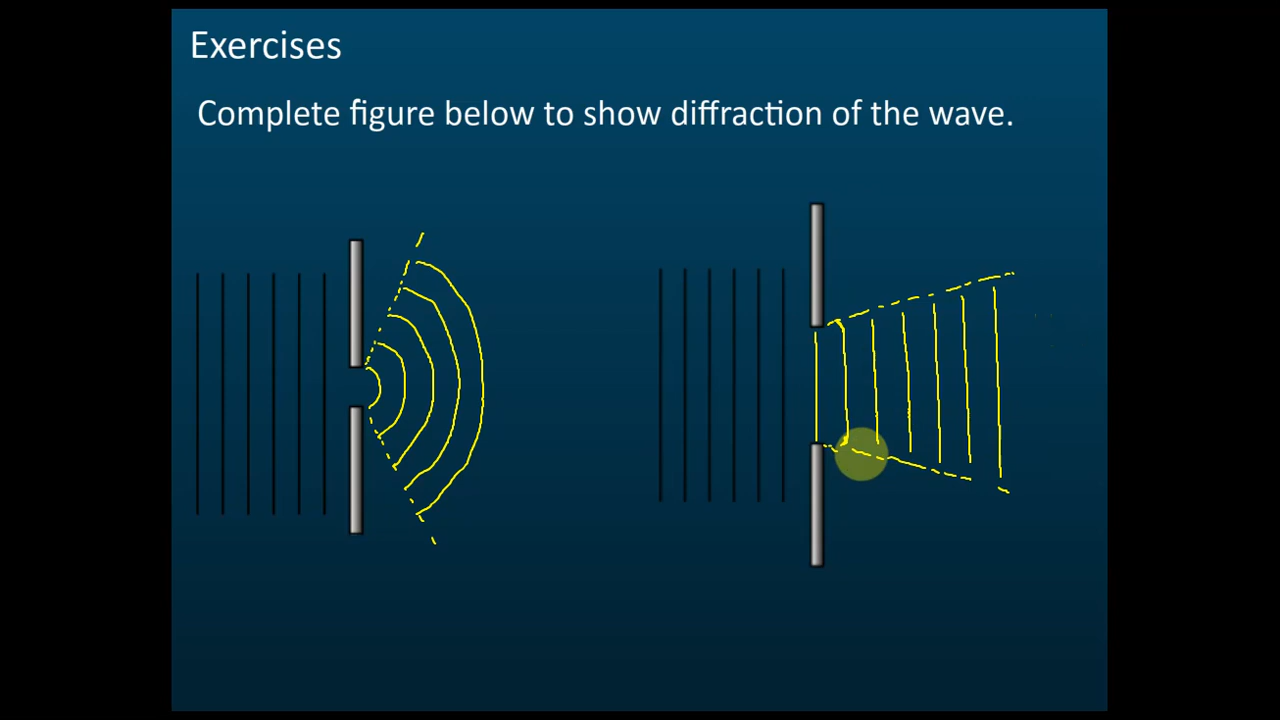 Exercises
Complete figure below to show diffraction of the wave.